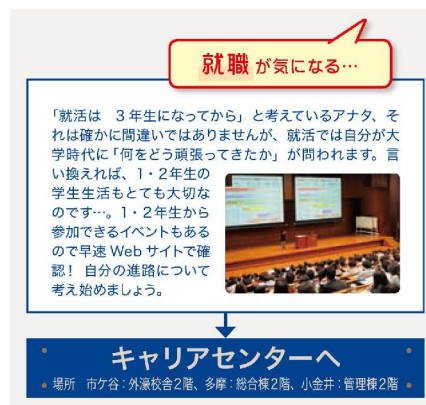 就職が気になる…
「就活は　3年生になってから」と考えているアナタ、そ
れは確かに間違いではありませんが、就活では自分が大
学時代に「何をどう頑張ってきたか」が問われます。言
い換えれば、1・2年生の
学生生活もとても大切な
のです…。1・2年生から
参加できるイベントもある
ので早速Webサイトで確
認！ 自分の進路について
考え始めましょう。
キャリアセンターへ
場所　市ケ谷：外濠校舎2階、多摩：総合棟2階、小金井：管理棟2階